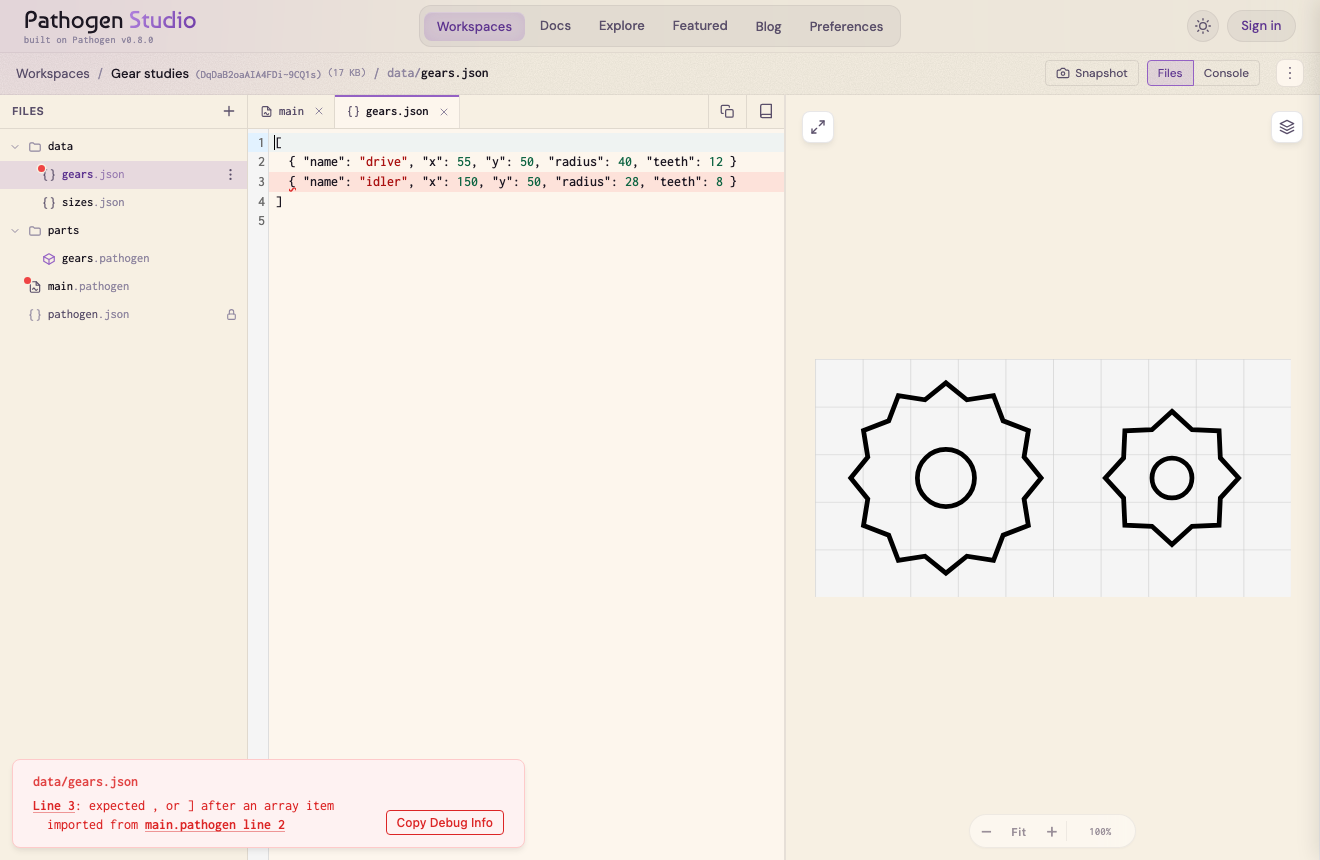 Pathogen Studio
built on Pathogen v0.8.0
Workspaces
Docs
Explore
Featured
Blog
Preferences
Sign in
Workspaces / Gear studies (DqDaB2oaAIA4FDi-9CQ1s) (17 KB) / data/gears.json
Snapshot
Files
Console
FILES
data
gears.json
sizes.json
parts
gears.pathogen
main.pathogen
pathogen.json
main
{} gears.json
1 [
2 { "name": "drive", "x": 55, "y": 50, "radius": 40, "teeth": 12 }
3 { "name": "idler", "x": 150, "y": 50, "radius": 28, "teeth": 8 }
4 ]
5
data/gears.json
Line 3: expected , or ] after an array item
imported from main.pathogen line 2
Copy Debug Info
Fit
100%